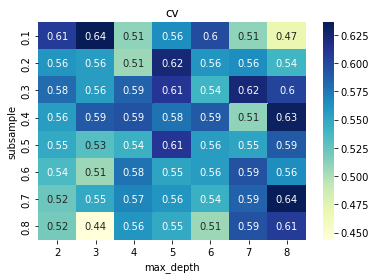 cv
0.1 0.61 0.64 0.51 0.56 0.6 0.51 0.47
0.2 0.56 0.56 0.51 0.62 0.56 0.56 0.54
0.3 0.58 0.56 0.59 0.61 0.54 0.62 0.6
0.4 0.56 0.59 0.59 0.58 0.59 0.51 0.63
0.5 0.55 0.53 0.54 0.61 0.56 0.55 0.59
0.6 0.54 0.51 0.58 0.55 0.56 0.59 0.56
0.7 0.52 0.55 0.57 0.56 0.54 0.59 0.64
0.8 0.52 0.44 0.56 0.55 0.51 0.59 0.61
2 3 4 5 6 7 8
max_depth
subsample
0.625
0.600
0.575
0.550
0.525
0.500
0.475
0.450